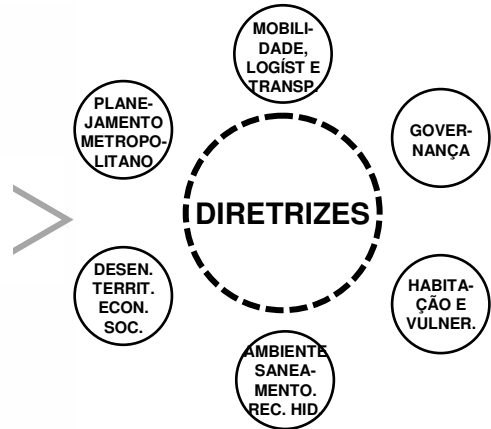 MOBILI-
DADE,
LOGÍST E
TRANSP.
PLANE-
JAMENTO
METROPO-
LITANO
GOVER-
NANÇA
DIRETRIZES
DESEN.
TERRIT.
ECON.
SOC.
HABITA-
ÇÃO E
VULNER.
AMBIENTE
SANEA-
MENTO.
REC. HID.